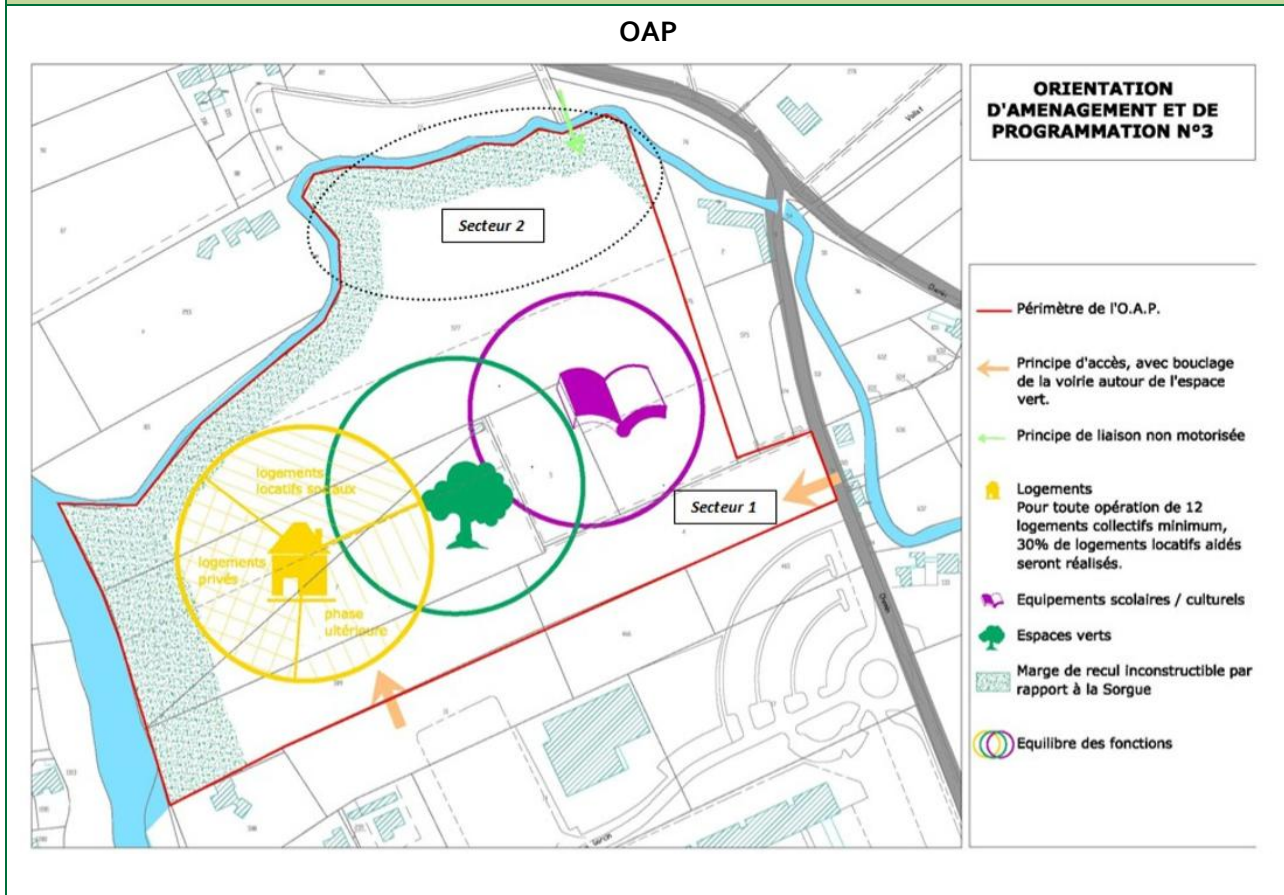 OAP
ORIENTATION
D'AMENAGEMENT ET DE
PROGRAMMATION N°3
Secteur 2
Secteur 1
logements
locatifs sociaux
logements
privés
phase
ultérieure
Périmètre de l'O.A.P.
Principe d'accès, avec bouclage
de la voirie autour de l'espace
vert.
Principe de liaison non motorisée
Logements
Pour toute opération de 12
logements collectifs minimum,
30% de logements locatifs aidés
seront réalisés.
Equipements scolaires / culturels
Espaces verts
Marge de recul inconstructible par
rapport à la Sorgue
Equilibre des fonctions